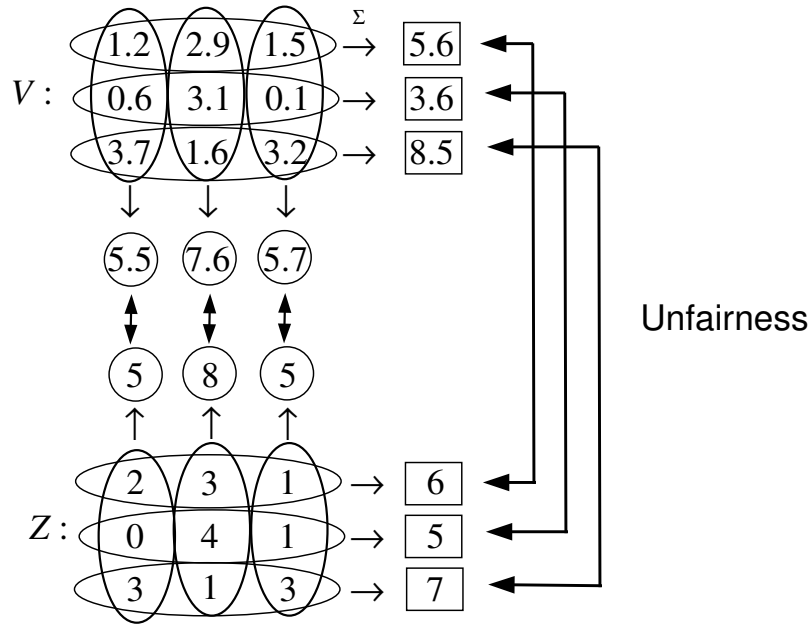 Σ
1.2 2.9 1.5 → 5.6
V : 0.6 3.1 0.1 → 3.6
3.7 1.6 3.2 → 8.5
5.5 7.6 5.7
Unfairness
5 8 5
2 3 1 → 6
Z : 0 4 1 → 5
3 1 3 → 7